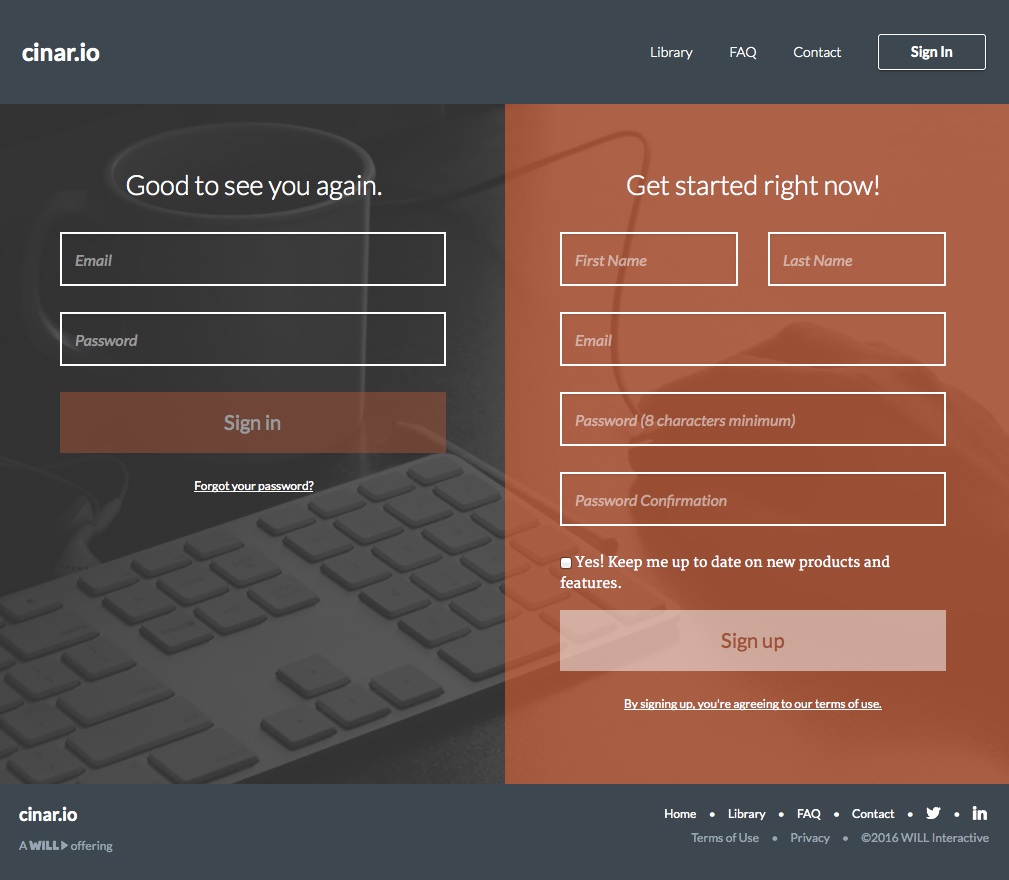 cinar.io
Library FAQ Contact Sign In
Good to see you again.
Email
Password
Sign in
Forgot your password?
Get started right now!
First Name Last Name
Email
Password (8 characters minimum)
Password Confirmation
Yes! Keep me up to date on new products and
features.
Sign up
By signing up, you're agreeing to our terms of use.
cinar.io
A WILL offering
Home • Library • FAQ • Contact • •
Terms of Use • Privacy • ©2016 WILL Interactive